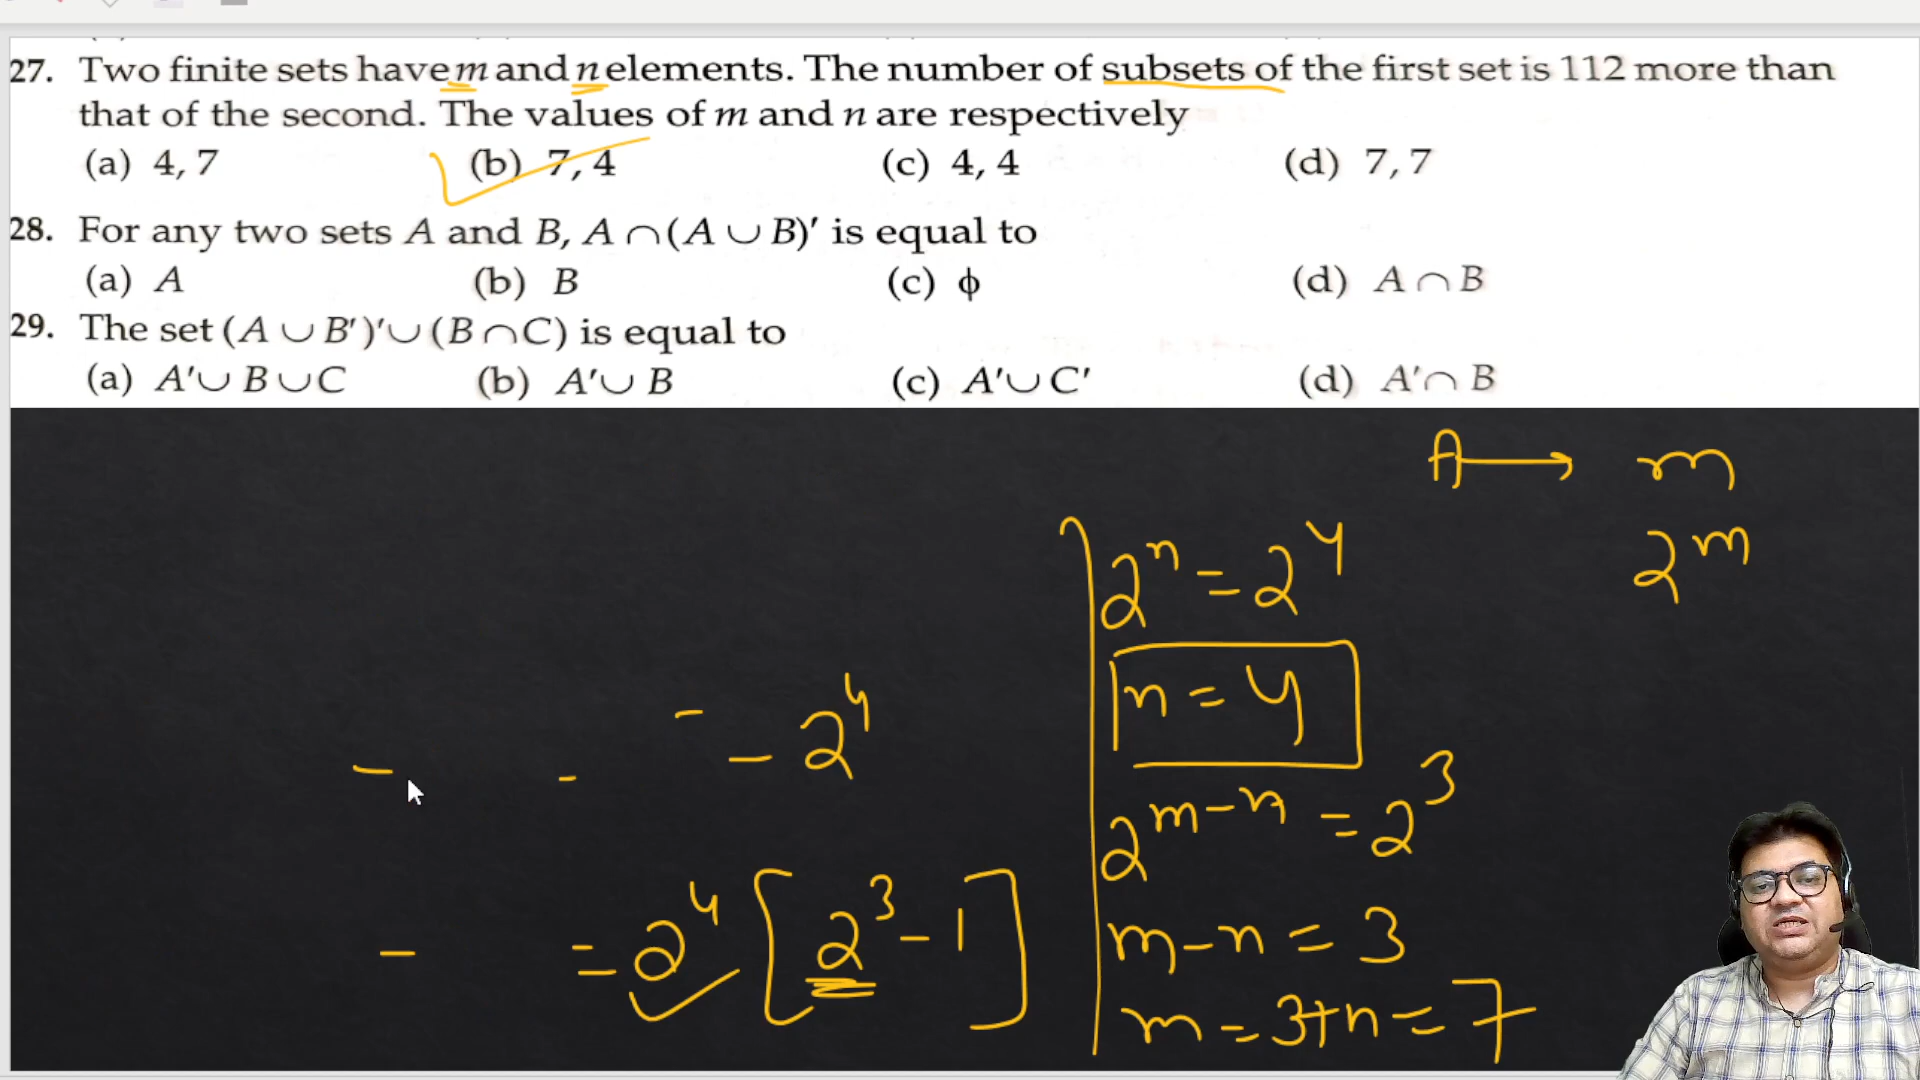 27. Two finite sets have m and n elements. The number of subsets of the first set is 112 more than
that of the second. The values of m and n are respectively
(a) 4, 7 (b) 7, 4 (c) 4, 4 (d) 7, 7
28. For any two sets A and B, A ∩ (A ∪ B)′ is equal to
(a) A (b) B (c) ϕ (d) A ∩ B
29. The set (A ∪ B′)′ ∪ (B ∩ C) is equal to
(a) A′ ∪ B ∪ C (b) A′ ∪ B (c) A′ ∪ C′ (d) A′ ∩ B
A → m
2^m
2^n = 2^4
n = 4
- 2^4
2^(m-n) = 2^3
= 2^4 [2^3 - 1]
m - n = 3
m = 3 + n = 7